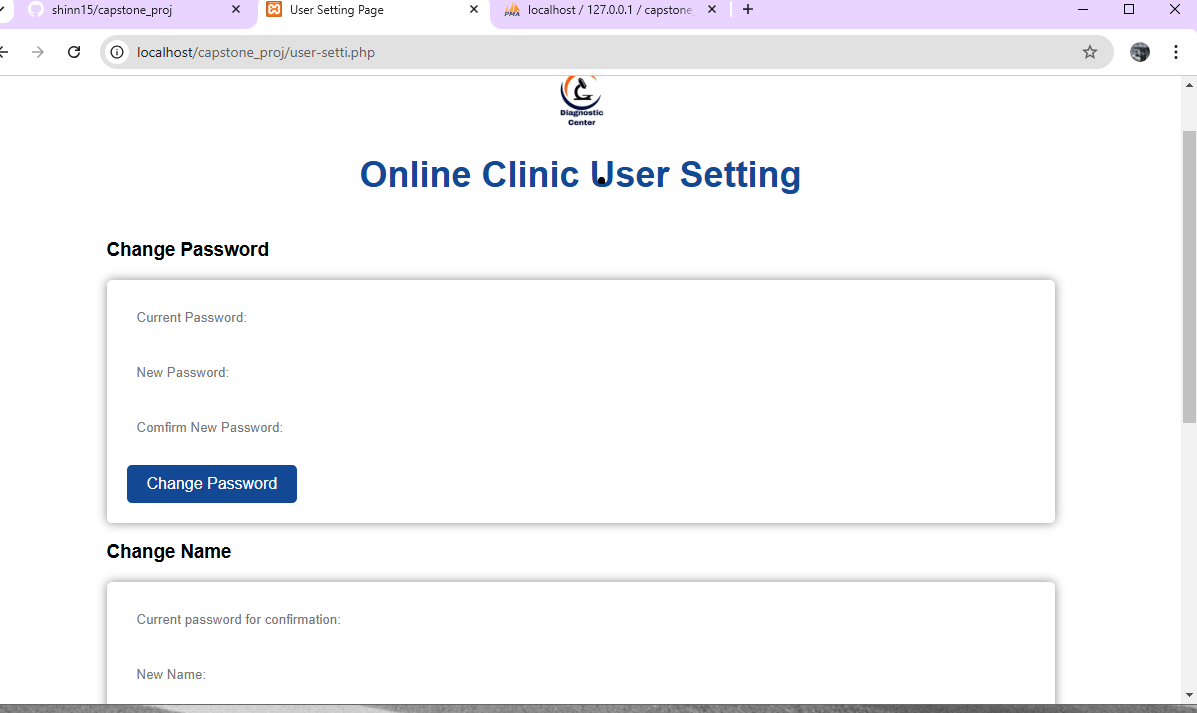 shinn15/capstone_proj
User Setting Page
PMA
localhost / 127.0.0.1 / capstone_
localhost/capstone_proj/user-setti.php
Diagnostic
Center
Online Clinic User Setting
Change Password
Current Password:
New Password:
Comfirm New Password:
Change Password
Change Name
Current password for confirmation:
New Name: